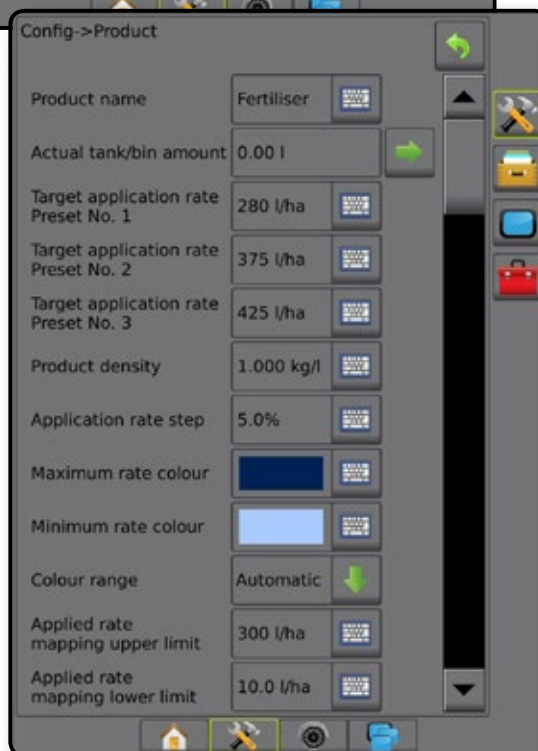 Config->Product
Product name Fertiliser
Actual tank/bin amount 0.00 l
Target application rate
Preset No. 1 280 l/ha
Target application rate
Preset No. 2 375 l/ha
Target application rate
Preset No. 3 425 l/ha
Product density 1.000 kg/l
Application rate step 5.0%
Maximum rate colour
Minimum rate colour
Colour range Automatic
Applied rate
mapping upper limit 300 l/ha
Applied rate
mapping lower limit 10.0 l/ha